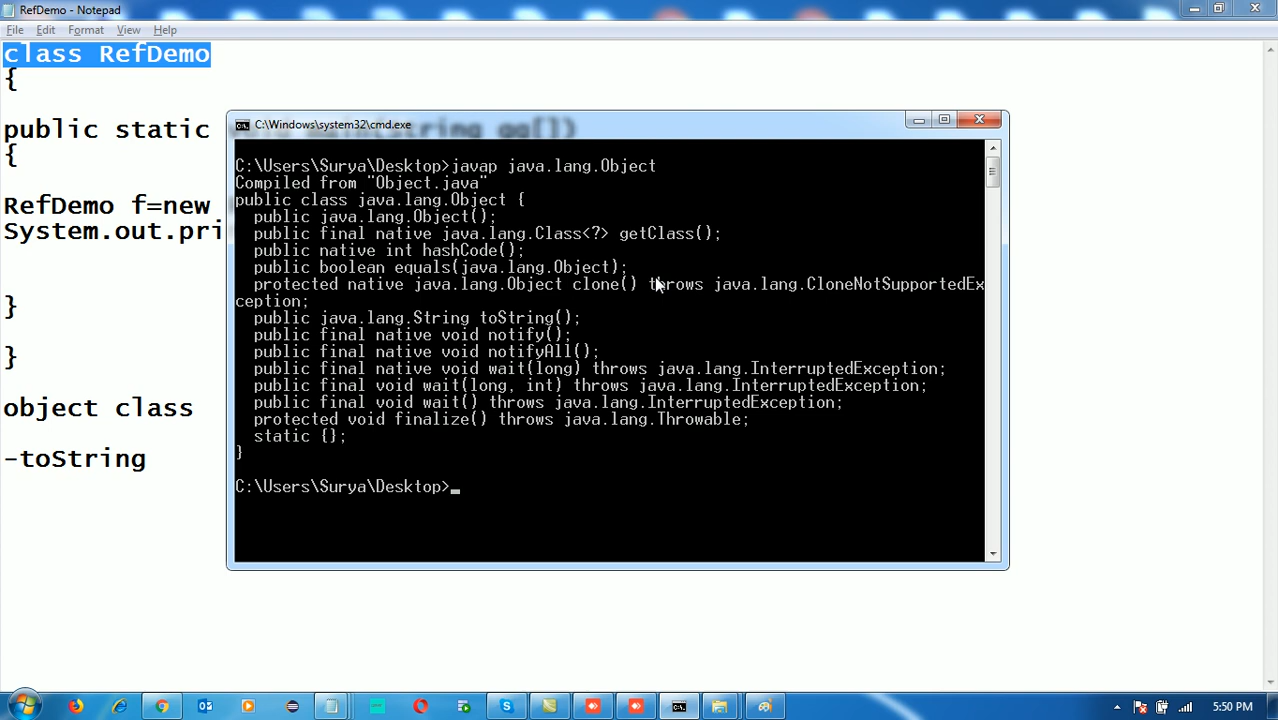 RefDemo - Notepad
File Edit Format View Help
class RefDemo
{
public static
main(String gg[])
{
RefDemo f=new
System.out.pri
}
}
object class
-toString
C:\Windows\system32\cmd.exe
C:\Users\Surya\Desktop>javap java.lang.Object
Compiled from "Object.java"
public class java.lang.Object {
public java.lang.Object();
public final native java.lang.Class<?> getClass();
public native int hashCode();
public boolean equals(java.lang.Object);
protected native java.lang.Object clone() throws java.lang.CloneNotSupportedEx
ception;
public java.lang.String toString();
public final native void notify();
public final native void notifyAll();
public final native void wait(long) throws java.lang.InterruptedException;
public final void wait(long, int) throws java.lang.InterruptedException;
public final void wait() throws java.lang.InterruptedException;
protected void finalize() throws java.lang.Throwable;
static {};
}
C:\Users\Surya\Desktop>_
5:50 PM